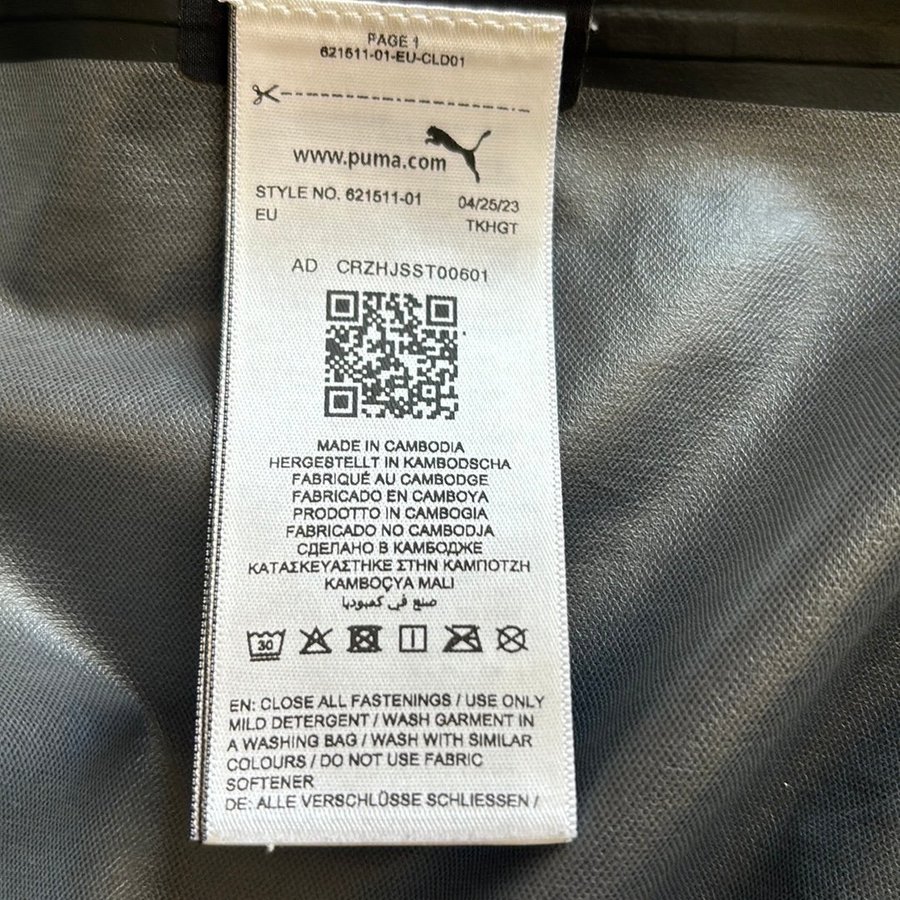 PAGE 1
621511-01-EU-CLD01
www.puma.com
STYLE NO. 621511-01
EU
04/25/23
TKHGT
AD CRZHJSST00601
MADE IN CAMBODIA
HERGESTELLT IN KAMBODSCHA
FABRIQUÉ AU CAMBODGE
FABRICADO EN CAMBOYA
PRODOTTO IN CAMBOGIA
FABRICADO NO CAMBODJA
СДЕЛАНО В КАМБОДЖЕ
ΚΑΤΑΣΚΕΥΑΣΤΗΚΕ ΣΤΗΝ ΚΑΜΠΟΤΖΗ
KAMBOÇYA MALI
صنع في كمبوديا
30
EN: CLOSE ALL FASTENINGS / USE ONLY
MILD DETERGENT / WASH GARMENT IN
A WASHING BAG / WASH WITH SIMILAR
COLOURS / DO NOT USE FABRIC
SOFTENER
DE: ALLE VERSCHLÜSSE SCHLIESSEN /